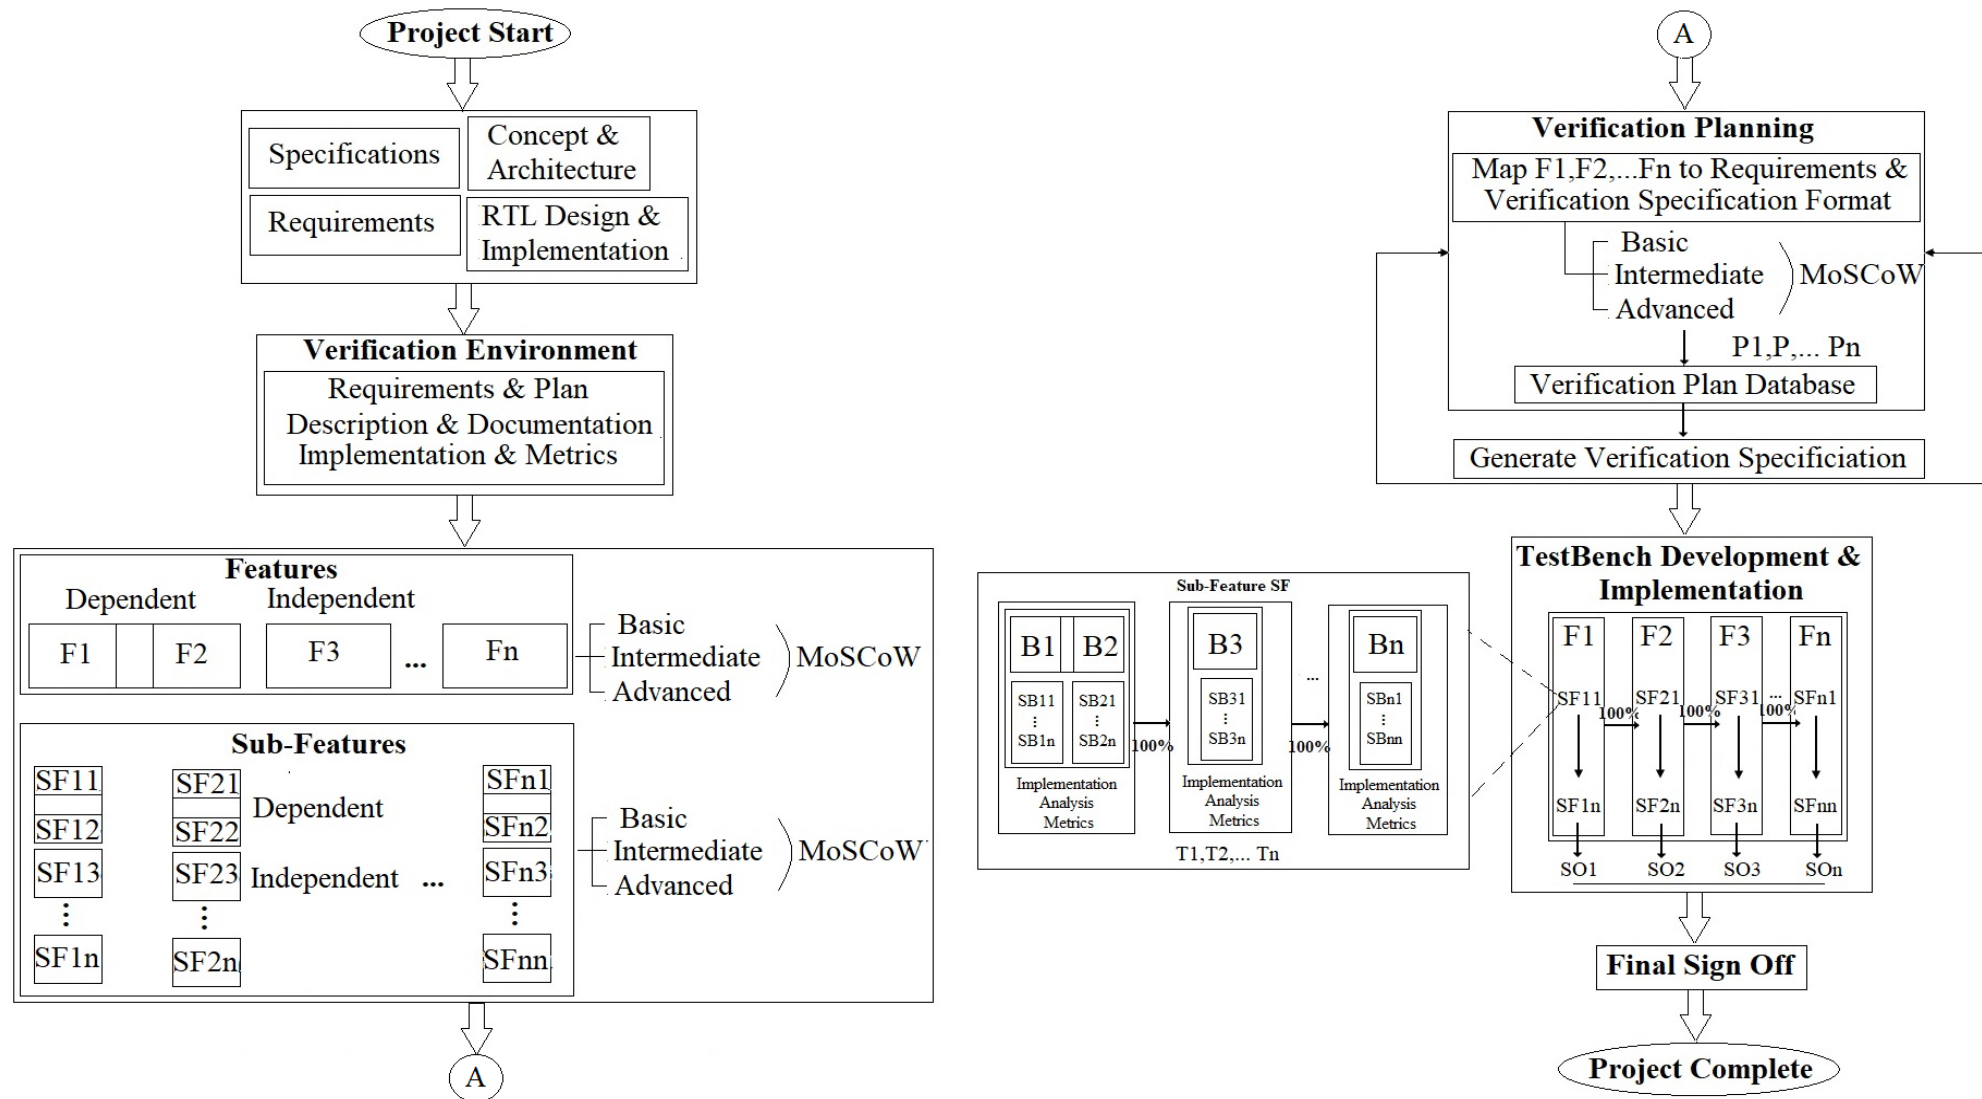 Project Start
Specifications
Concept &
Architecture
Requirements
RTL Design &
Implementation
Verification Environment
Requirements & Plan
Description & Documentation
Implementation & Metrics
Features
Dependent
Independent
F1
F2
F3
...
Fn
Basic
Intermediate
Advanced
MoSCoW
Sub-Features
SF11
SF21
SFn1
Dependent
SF12
SF22
SFn2
SF13
SF23
Independent
...
SFn3
SF1n
SF2n
SFnn
Basic
Intermediate
Advanced
MoSCoW
A
A
Verification Planning
Map F1,F2,...Fn to Requirements &
Verification Specification Format
Basic
Intermediate
Advanced
MoSCoW
P1,P,... Pn
Verification Plan Database
Generate Verification Specificiation
Sub-Feature SF
B1
B2
B3
Bn
SB11
⋮
SB1n
SB21
⋮
SB2n
SB31
⋮
SB3n
...
SBn1
⋮
SBnn
100%
100%
Implementation
Analysis
Metrics
Implementation
Analysis
Metrics
Implementation
Analysis
Metrics
T1,T2,... Tn
TestBench Development &
Implementation
F1
F2
F3
Fn
SF11
SF21
SF31
...
SFn1
100%
100%
100%
SF1n
SF2n
SF3n
SFnn
SO1
SO2
SO3
SOn
Final Sign Off
Project Complete